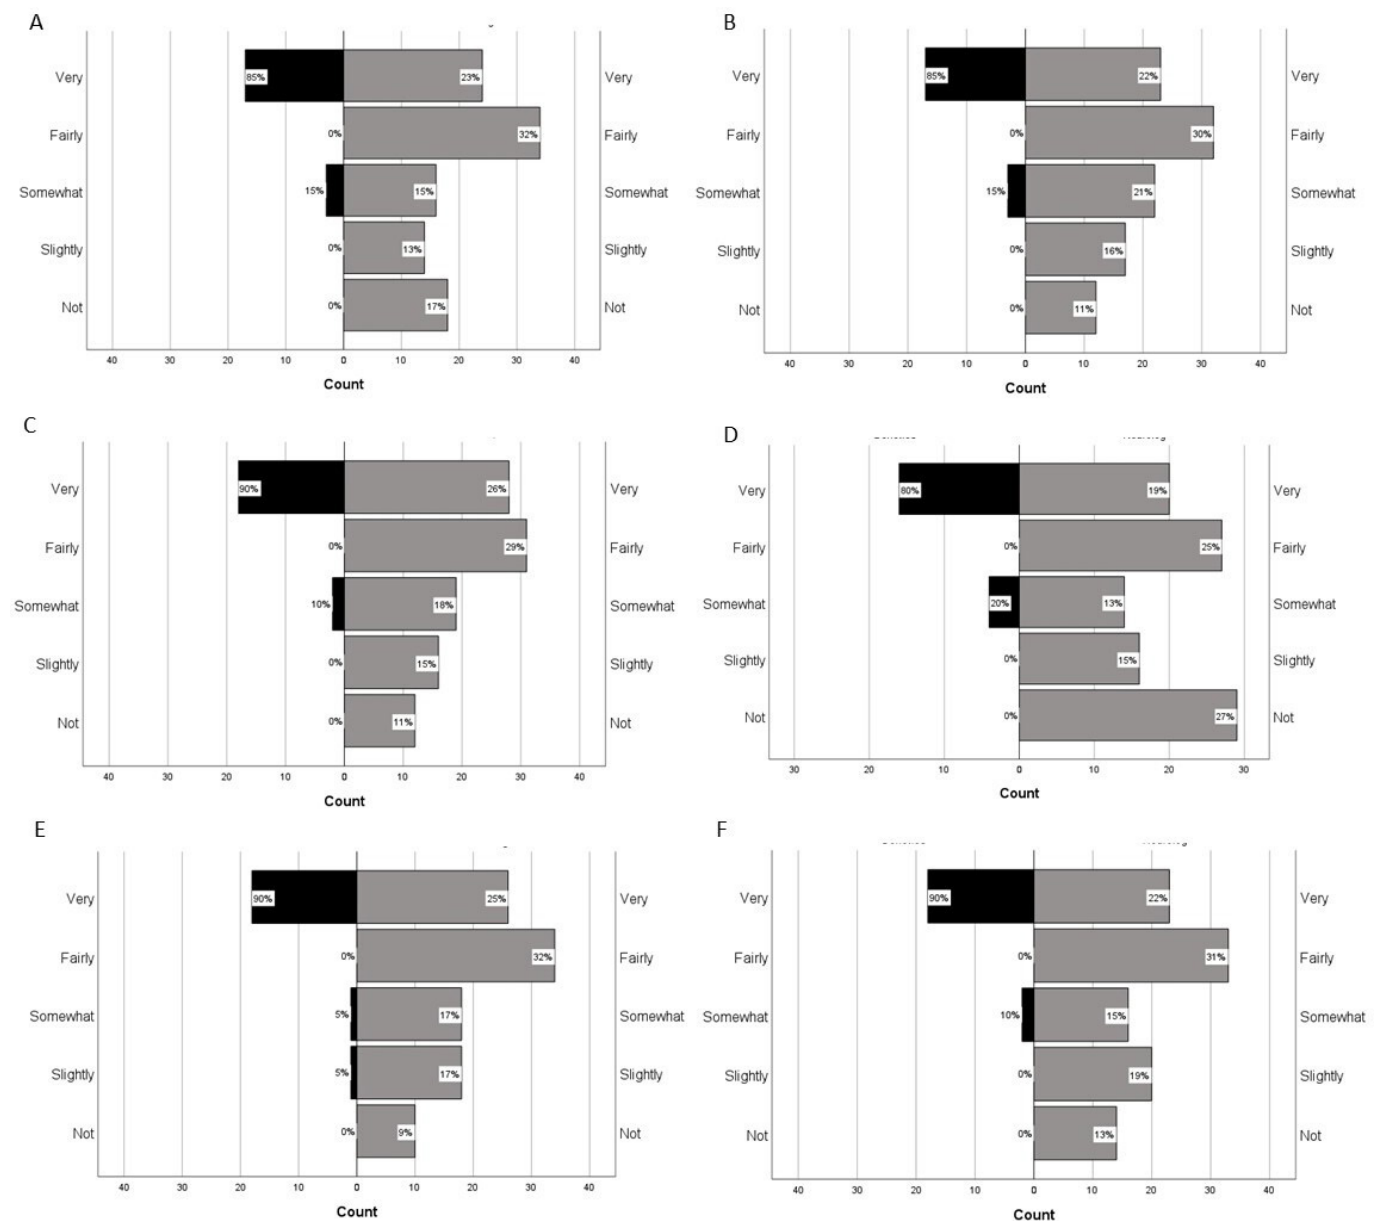 A
Very 85% 23% Very
Fairly 0% 32% Fairly
Somewhat 15% 15% Somewhat
Slightly 0% 13% Slightly
Not 0% 17% Not
40 30 20 10 0 10 20 30 40
Count
B
Very 85% 22% Very
Fairly 0% 30% Fairly
Somewhat 15% 21% Somewhat
Slightly 0% 16% Slightly
Not 0% 11% Not
40 30 20 10 0 10 20 30 40
Count
C
Very 90% 26% Very
Fairly 0% 29% Fairly
Somewhat 10% 18% Somewhat
Slightly 0% 15% Slightly
Not 0% 11% Not
40 30 20 10 0 10 20 30 40
Count
D
Very 80% 19% Very
Fairly 0% 25% Fairly
Somewhat 20% 13% Somewhat
Slightly 0% 15% Slightly
Not 0% 27% Not
30 20 10 0 10 20 30
Count
E
Very 90% 25% Very
Fairly 0% 32% Fairly
Somewhat 5% 17% Somewhat
Slightly 5% 17% Slightly
Not 0% 9% Not
40 30 20 10 0 10 20 30 40
Count
F
Very 90% 22% Very
Fairly 0% 31% Fairly
Somewhat 10% 15% Somewhat
Slightly 0% 19% Slightly
Not 0% 13% Not
40 30 20 10 0 10 20 30 40
Count